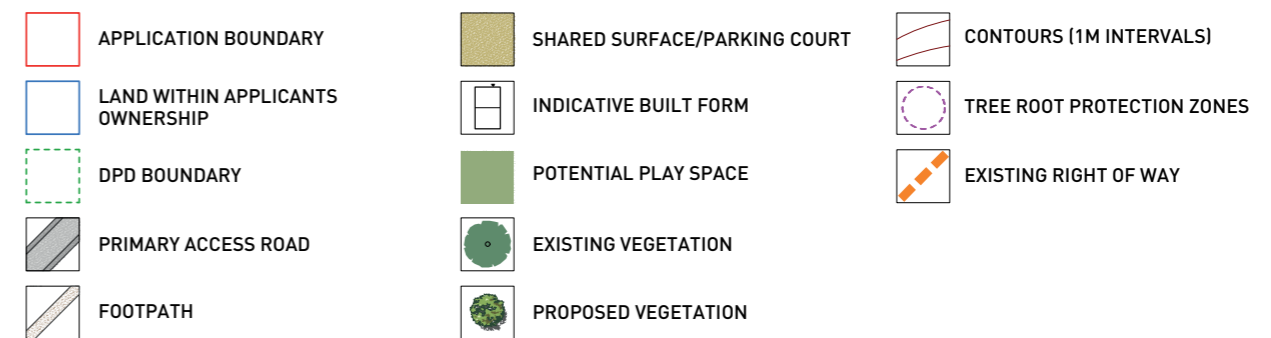 APPLICATION BOUNDARY
LAND WITHIN APPLICANTS
OWNERSHIP
DPD BOUNDARY
PRIMARY ACCESS ROAD
FOOTPATH
SHARED SURFACE/PARKING COURT
INDICATIVE BUILT FORM
POTENTIAL PLAY SPACE
EXISTING VEGETATION
PROPOSED VEGETATION
CONTOURS (1M INTERVALS)
TREE ROOT PROTECTION ZONES
EXISTING RIGHT OF WAY